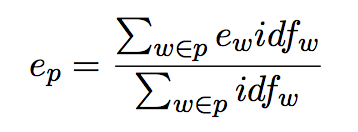 e_p = \frac{\sum_{w \in p} e_w idf_w}{\sum_{w \in p} idf_w}